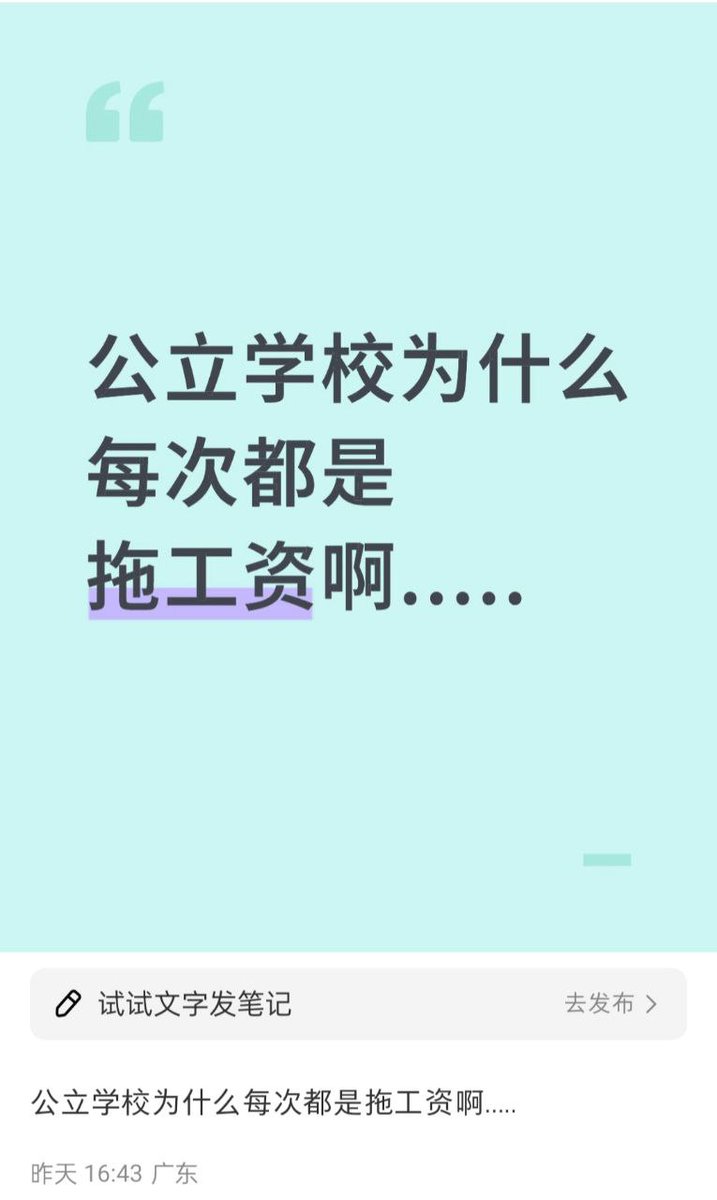 “
公立学校为什么
每次都是
拖工资啊.....
试试文字发笔记 去发布 >
公立学校为什么每次都是拖工资啊.....
昨天 16:43 广东